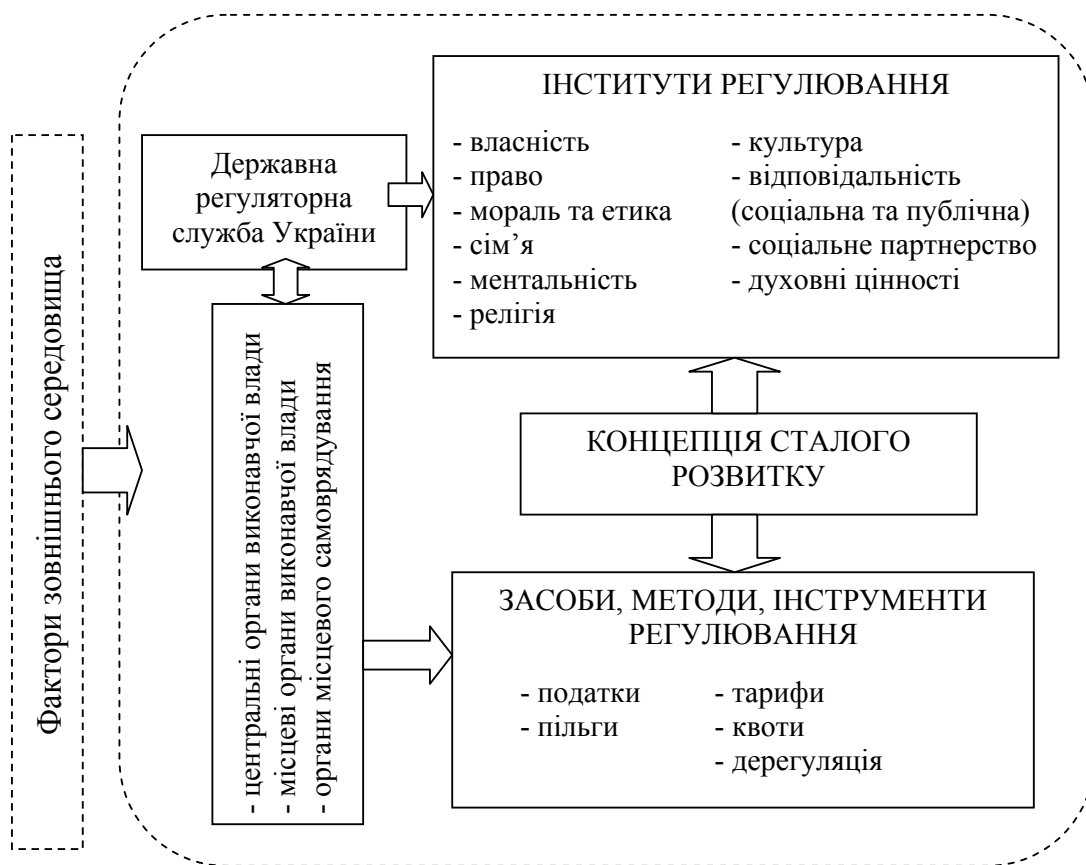 Фактори зовнішнього середовища
Державна
регуляторна
служба України
- центральні органи виконавчої влади
- місцеві органи виконавчої влади
- органи місцевого самоврядування
ІНСТИТУТИ РЕГУЛЮВАННЯ
- власність
- право
- мораль та етика
- сім’я
- ментальність
- релігія
- культура
- відповідальність
(соціальна та публічна)
- соціальне партнерство
- духовні цінності
КОНЦЕПЦІЯ СТАЛОГО
РОЗВИТКУ
ЗАСОБИ, МЕТОДИ, ІНСТРУМЕНТИ
РЕГУЛЮВАННЯ
- податки
- пільги
- тарифи
- квоти
- дерегуляція